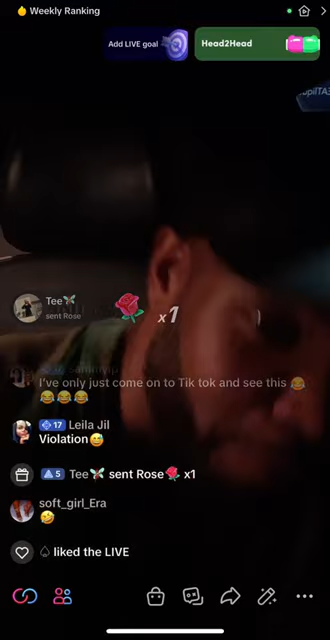 Weekly Ranking
Add LIVE goal
Head2Head
Tee
sent Rose
x1
I've only just come on to Tik tok and see this 😂
😂😂😂
17 Leila Jil
Violation😅
5 Tee sent Rose🌹 x1
soft_girl_Era
🤣
♤ liked the LIVE